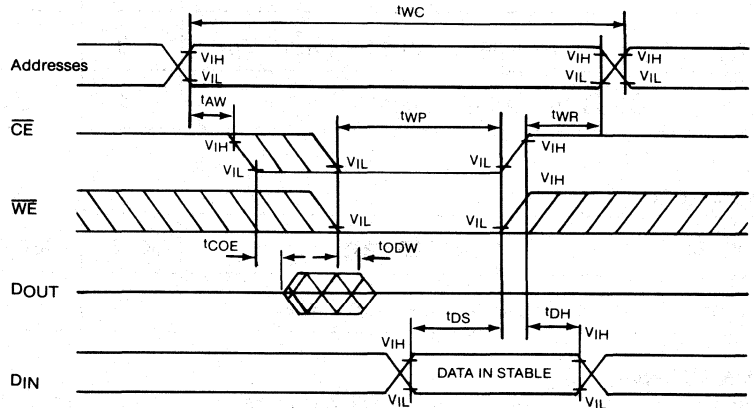 tWC
Addresses VIH VIL VIH VIL VIH VIL
tAW tWP tWR
CE VIH VIL VIL VIL VIH
WE VIL VIL VIH
tCOE tODW
DOUT
tDS tDH
DIN VIH VIL DATA IN STABLE VIH VIL